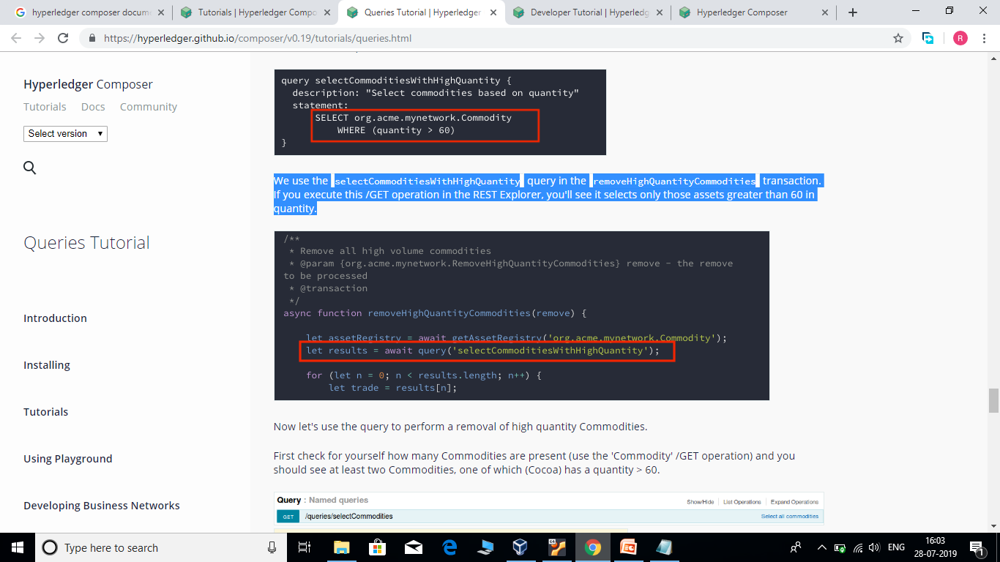 hyperledger composer docume
Tutorials | Hyperledger Compo
Queries Tutorial | Hyperledger
Developer Tutorial | Hyperledg
Hyperledger Composer
https://hyperledger.github.io/composer/v0.19/tutorials/queries.html
R
Hyperledger Composer
Tutorials Docs Community
Select version
Queries Tutorial
Introduction
Installing
Tutorials
Using Playground
Developing Business Networks
query selectCommoditiesWithHighQuantity {
description: "Select commodities based on quantity"
statement:
SELECT org.acme.mynetwork.Commodity
WHERE (quantity > 60)
}
We use the selectCommoditiesWithHighQuantity query in the removeHighQuantityCommodities transaction.
If you execute this /GET operation in the REST Explorer, you'll see it selects only those assets greater than 60 in
quantity.
/**
* Remove all high volume commodities
* @param {org.acme.mynetwork.RemoveHighQuantityCommodities} remove - the remove
to be processed
* @transaction
*/
async function removeHighQuantityCommodities(remove) {
let assetRegistry = await getAssetRegistry('org.acme.mynetwork.Commodity');
let results = await query('selectCommoditiesWithHighQuantity');
for (let n = 0; n < results.length; n++) {
let trade = results[n];
Now let's use the query to perform a removal of high quantity Commodities.
First check for yourself how many Commodities are present (use the 'Commodity' /GET operation) and you
should see at least two Commodities, one of which (Cocoa) has a quantity > 60.
Query : Named queries
Show/Hide List Operations Expand Operations
GET /queries/selectCommodities Select all commodities
Type here to search
ENG
16:03
28-07-2019
1